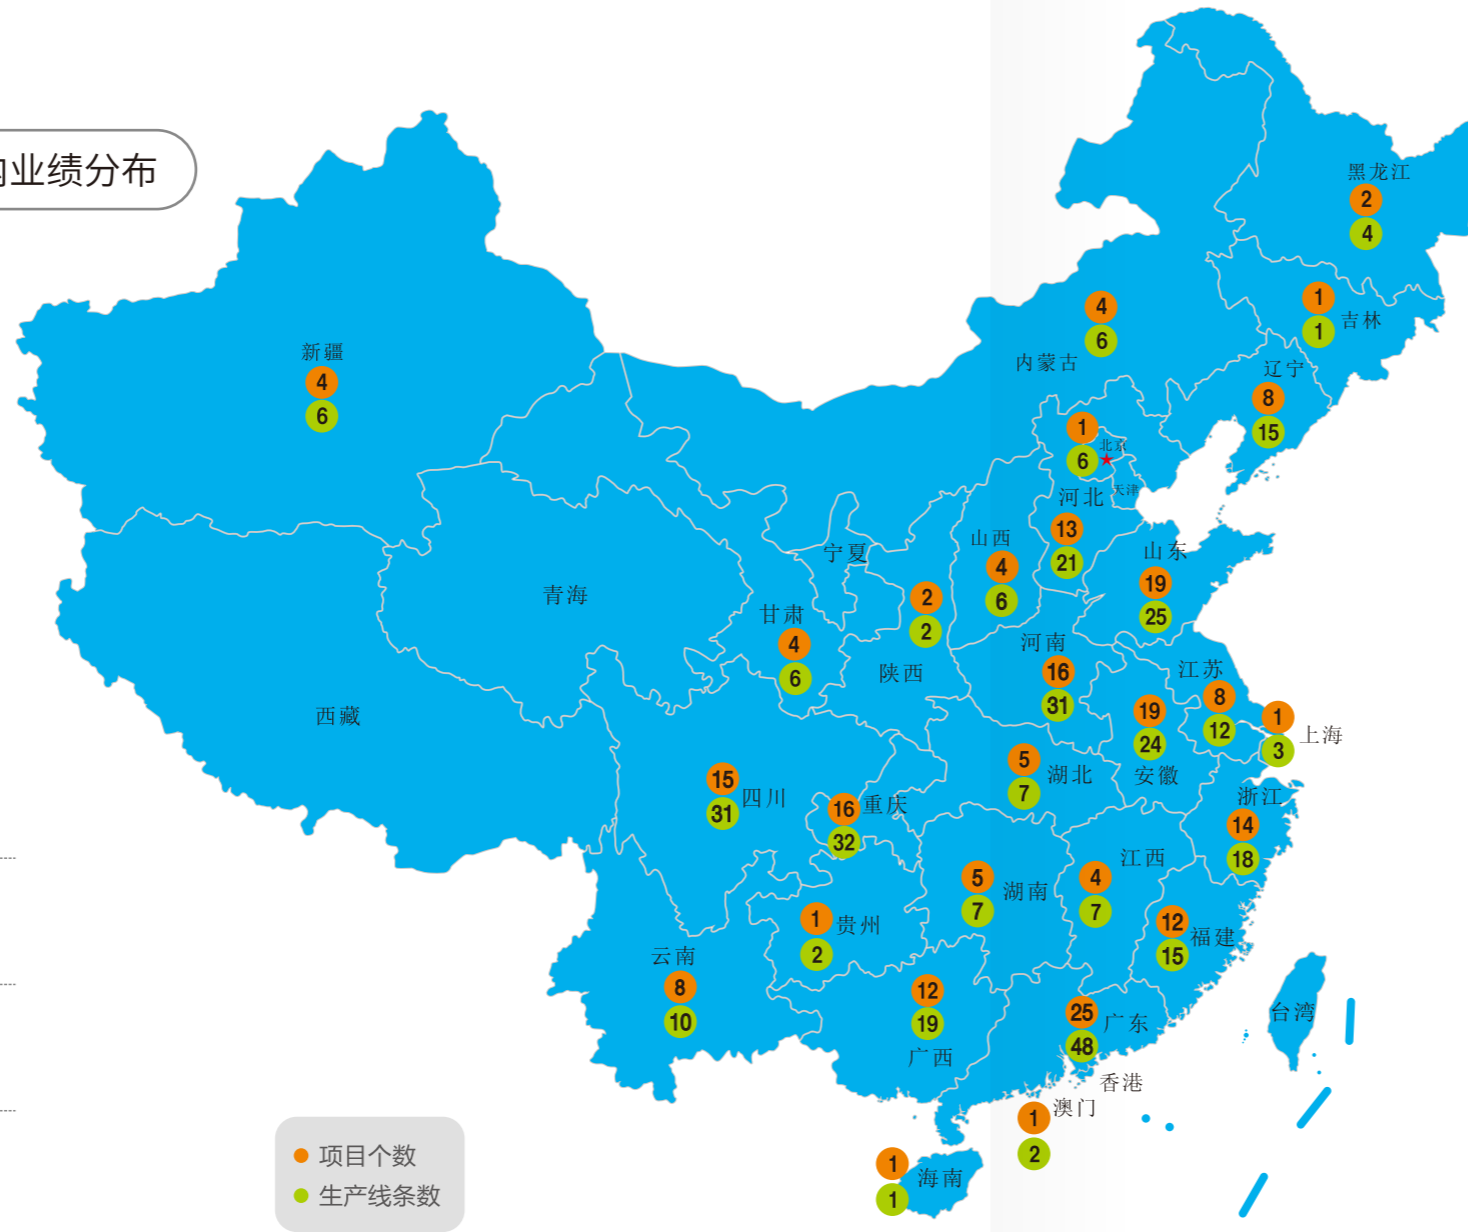 业绩分布
黑龙江
2
4
1
1
吉林
4
6
内蒙古
新疆
4
6
辽宁
8
15
1
6
北京
天津
河北
13
21
山西
4
6
山东
19
25
宁夏
青海
甘肃
4
6
2
2
陕西
河南
16
31
江苏
8
12
1
3
上海
19
24
安徽
西藏
5
7
湖北
15
31
四川
16
32
重庆
浙江
14
18
江西
4
7
5
7
湖南
1
2
贵州
12
15
福建
云南
8
10
12
19
广西
25
48
广东
台湾
香港
1
2
澳门
1
1
海南
项目个数
生产线条数